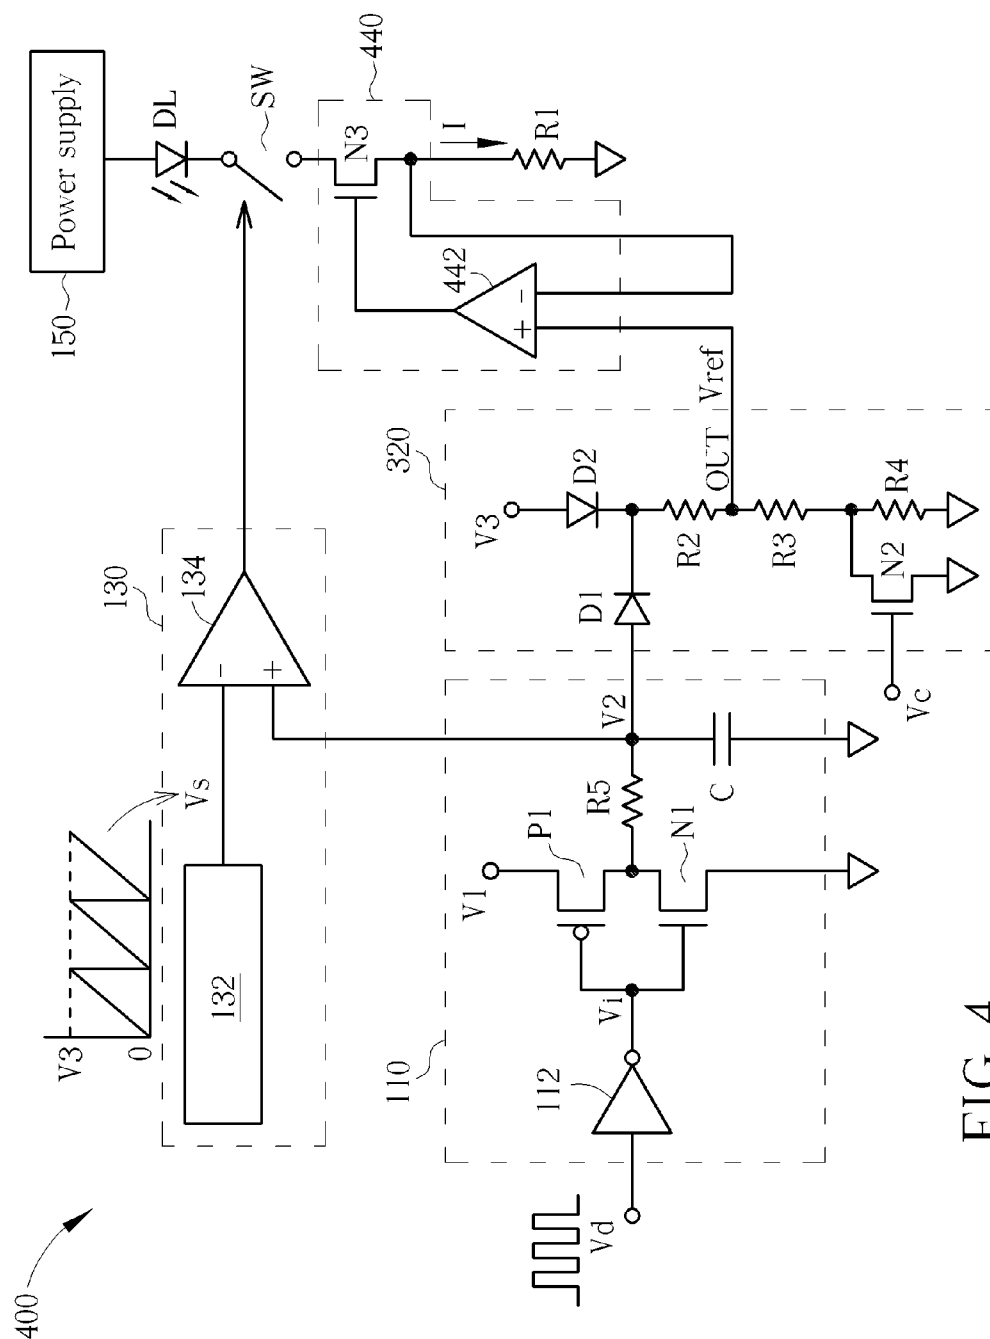 400
Power supply
150
DL
SW
440
N3
I
R1
442
+
-
Vref
130
134
-
+
Vs
132
V3
0
320
V3
D2
OUT
R2
R3
R4
N2
Vc
D1
V2
110
V1
P1
R5
N1
C
Vi
112
Vd
FIG. 4